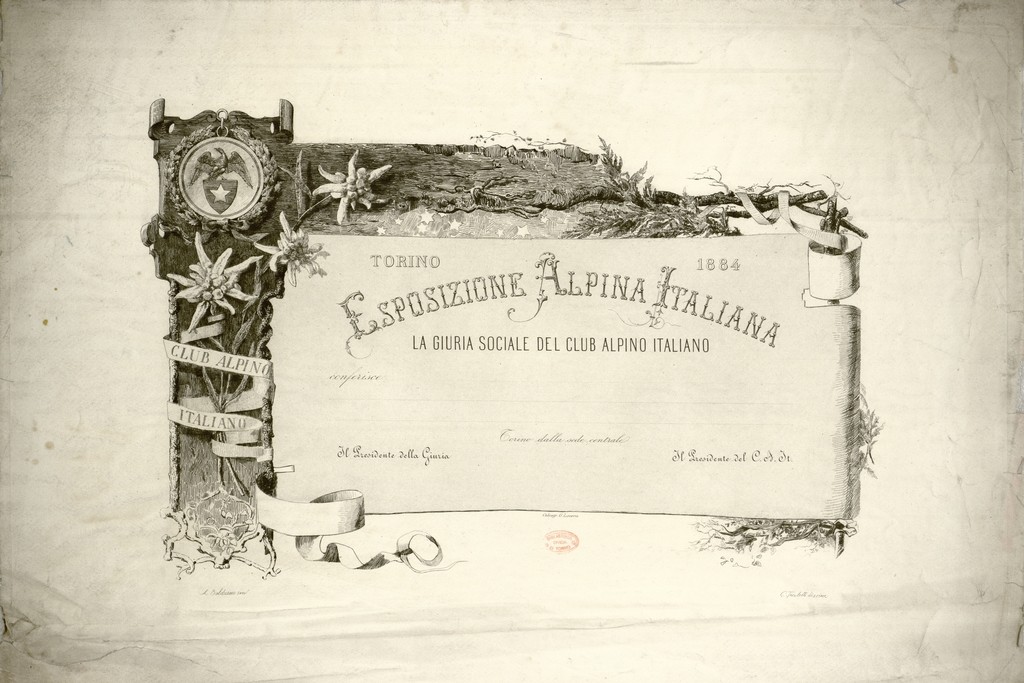 TORINO 1884
ESPOSIZIONE ALPINA ITALIANA
LA GIURIA SOCIALE DEL CLUB ALPINO ITALIANO
conferisce
Torino dalla sede centrale
Il Presidente della Giuria
Il Presidente del C. A. It.
CLUB ALPINO
ITALIANO